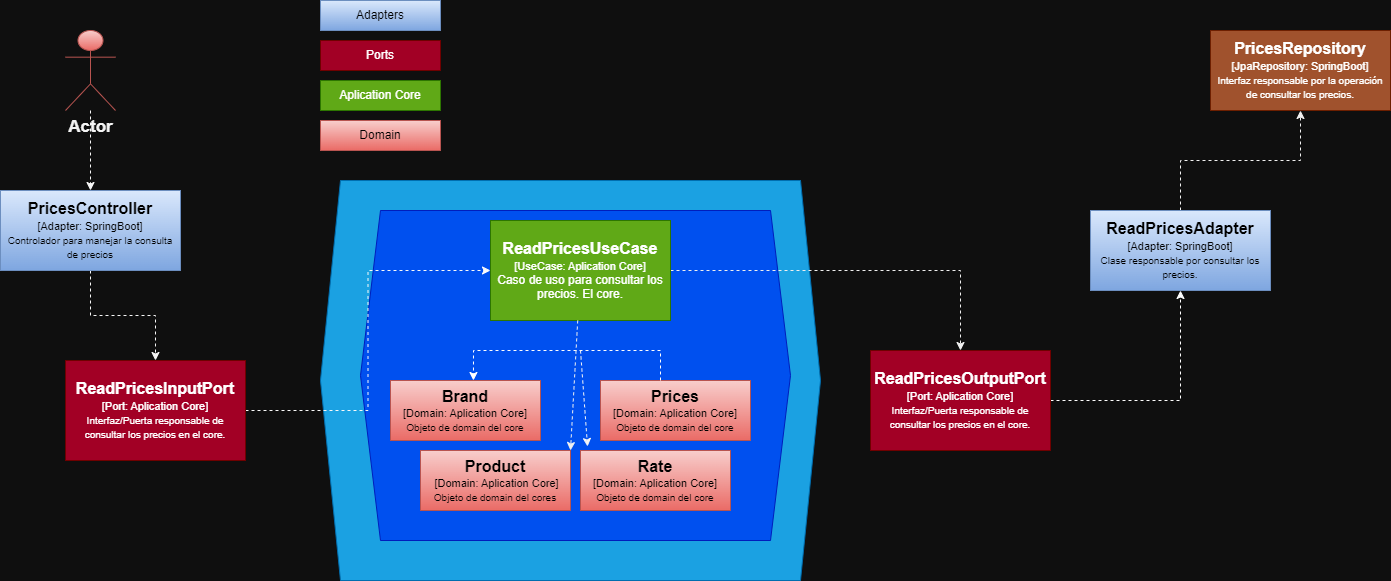 Adapters
Ports
Aplication Core
Domain
Actor
PricesController
[Adapter: SpringBoot]
Controlador para manejar la consulta
de precios
ReadPricesInputPort
[Port: Aplication Core]
Interfaz/Puerta responsable de
consultar los precios en el core.
ReadPricesUseCase
[UseCase: Aplication Core]
Caso de uso para consultar los
precios. El core.
Brand
[Domain: Aplication Core]
Objeto de domain del core
Prices
[Domain: Aplication Core]
Objeto de domain del core
Product
[Domain: Aplication Core]
Objeto de domain del cores
Rate
[Domain: Aplication Core]
Objeto de domain del core
ReadPricesOutputPort
[Port: Aplication Core]
Interfaz/Puerta responsable de
consultar los precios en el core.
ReadPricesAdapter
[Adapter: SpringBoot]
Clase responsable por consultar los
precios.
PricesRepository
[JpaRepository: SpringBoot]
Interfaz responsable por la operación
de consultar los precios.